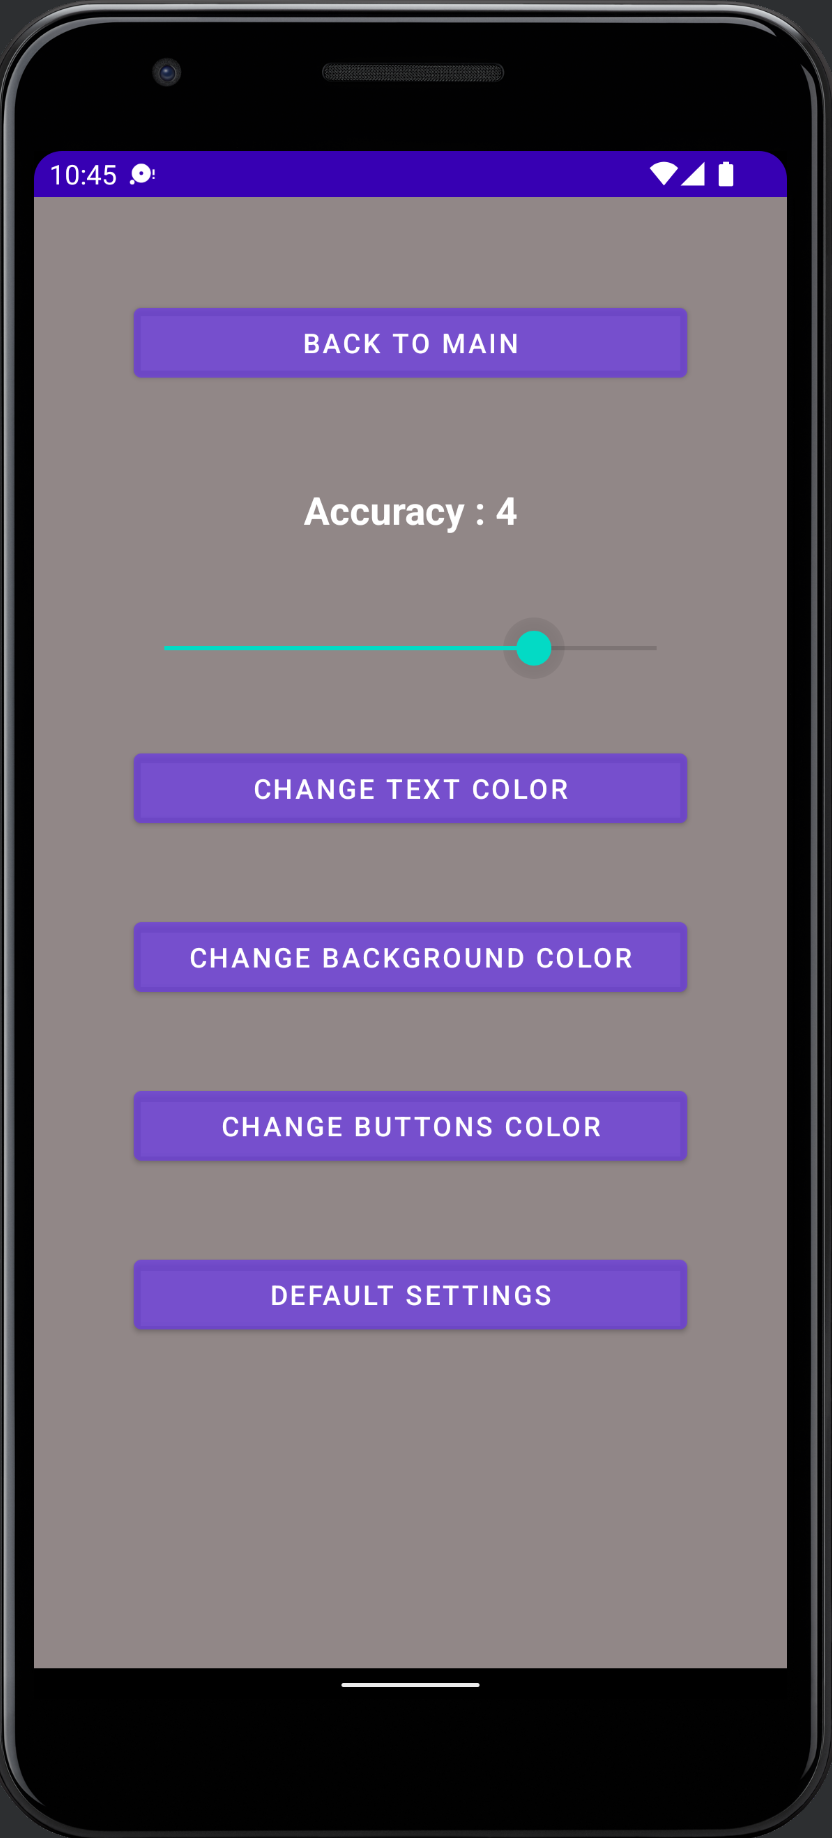 10:45
BACK TO MAIN
Accuracy : 4
CHANGE TEXT COLOR
CHANGE BACKGROUND COLOR
CHANGE BUTTONS COLOR
DEFAULT SETTINGS